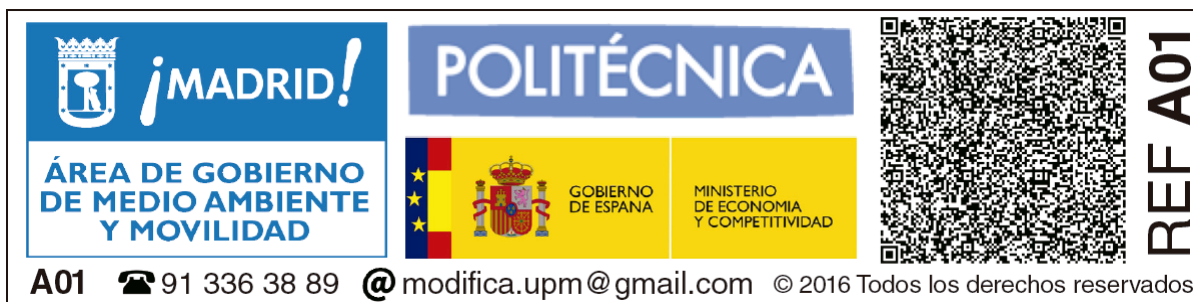 ¡MADRID!
ÁREA DE GOBIERNO
DE MEDIO AMBIENTE
Y MOVILIDAD
POLITÉCNICA
GOBIERNO
DE ESPANA
MINISTERIO
DE ECONOMIA
Y COMPETITIVIDAD
REF A01
A01 ☎ 91 336 38 89 @ modifica.upm@gmail.com © 2016 Todos los derechos reservados